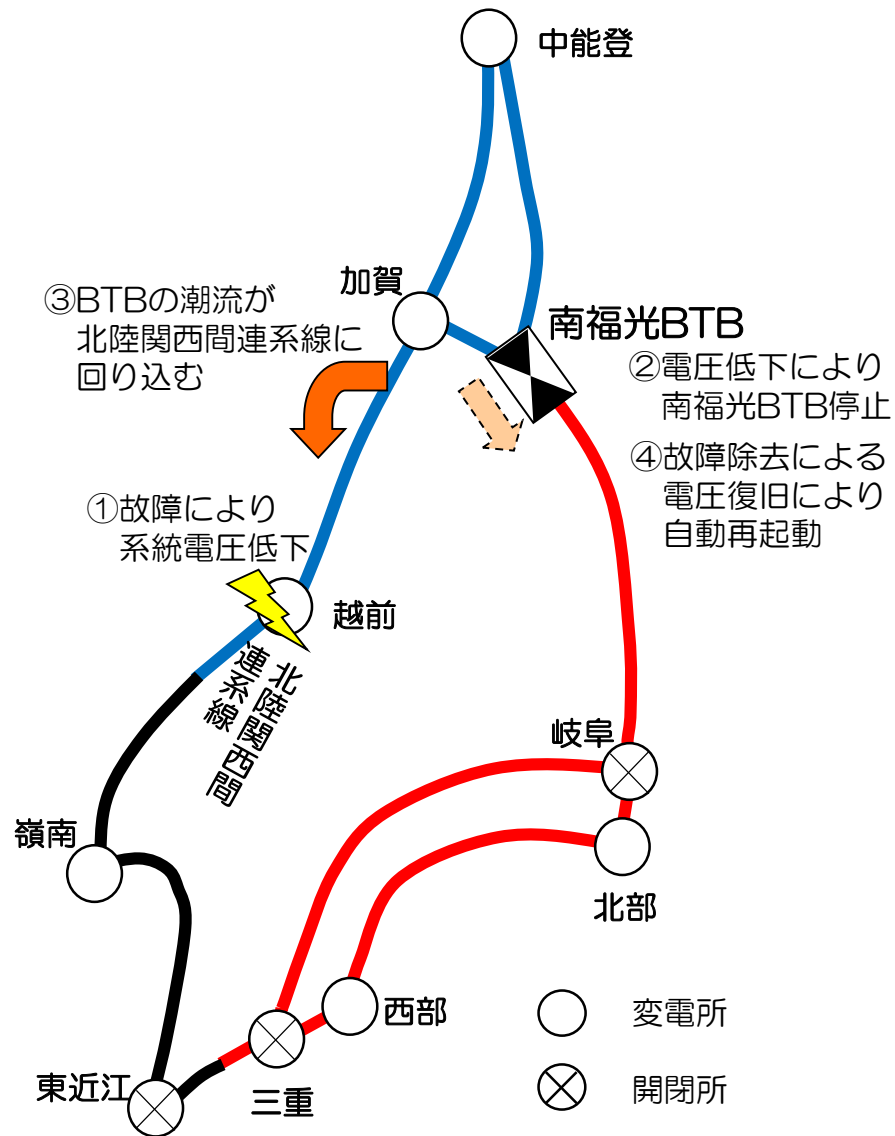 中能登
加賀
③BTBの潮流が
北陸関西間連系線に
回り込む
南福光BTB
②電圧低下により
南福光BTB停止
④故障除去による
電圧復旧により
自動再起動
①故障により
系統電圧低下
越前
北陸関西間
連系線
岐阜
嶺南
北部
西部
変電所
東近江
三重
開閉所